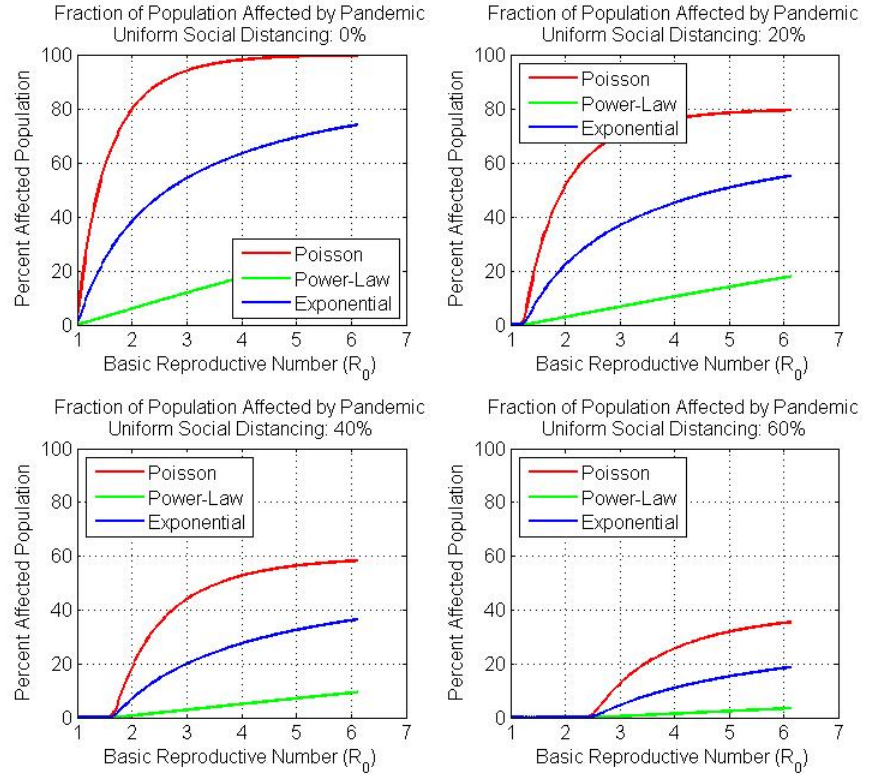 Fraction of Population Affected by Pandemic
Uniform Social Distancing: 0%
100
80
60
40
20
0
Percent Affected Population
Poisson
Power-Law
Exponential
1 2 3 4 5 6 7
Basic Reproductive Number (R0)
Fraction of Population Affected by Pandemic
Uniform Social Distancing: 20%
100
80
60
40
20
0
Percent Affected Population
Poisson
Power-Law
Exponential
1 2 3 4 5 6 7
Basic Reproductive Number (R0)
Fraction of Population Affected by Pandemic
Uniform Social Distancing: 40%
100
80
60
40
20
0
Percent Affected Population
Poisson
Power-Law
Exponential
1 2 3 4 5 6 7
Basic Reproductive Number (R0)
Fraction of Population Affected by Pandemic
Uniform Social Distancing: 60%
100
80
60
40
20
0
Percent Affected Population
Poisson
Power-Law
Exponential
1 2 3 4 5 6 7
Basic Reproductive Number (R0)